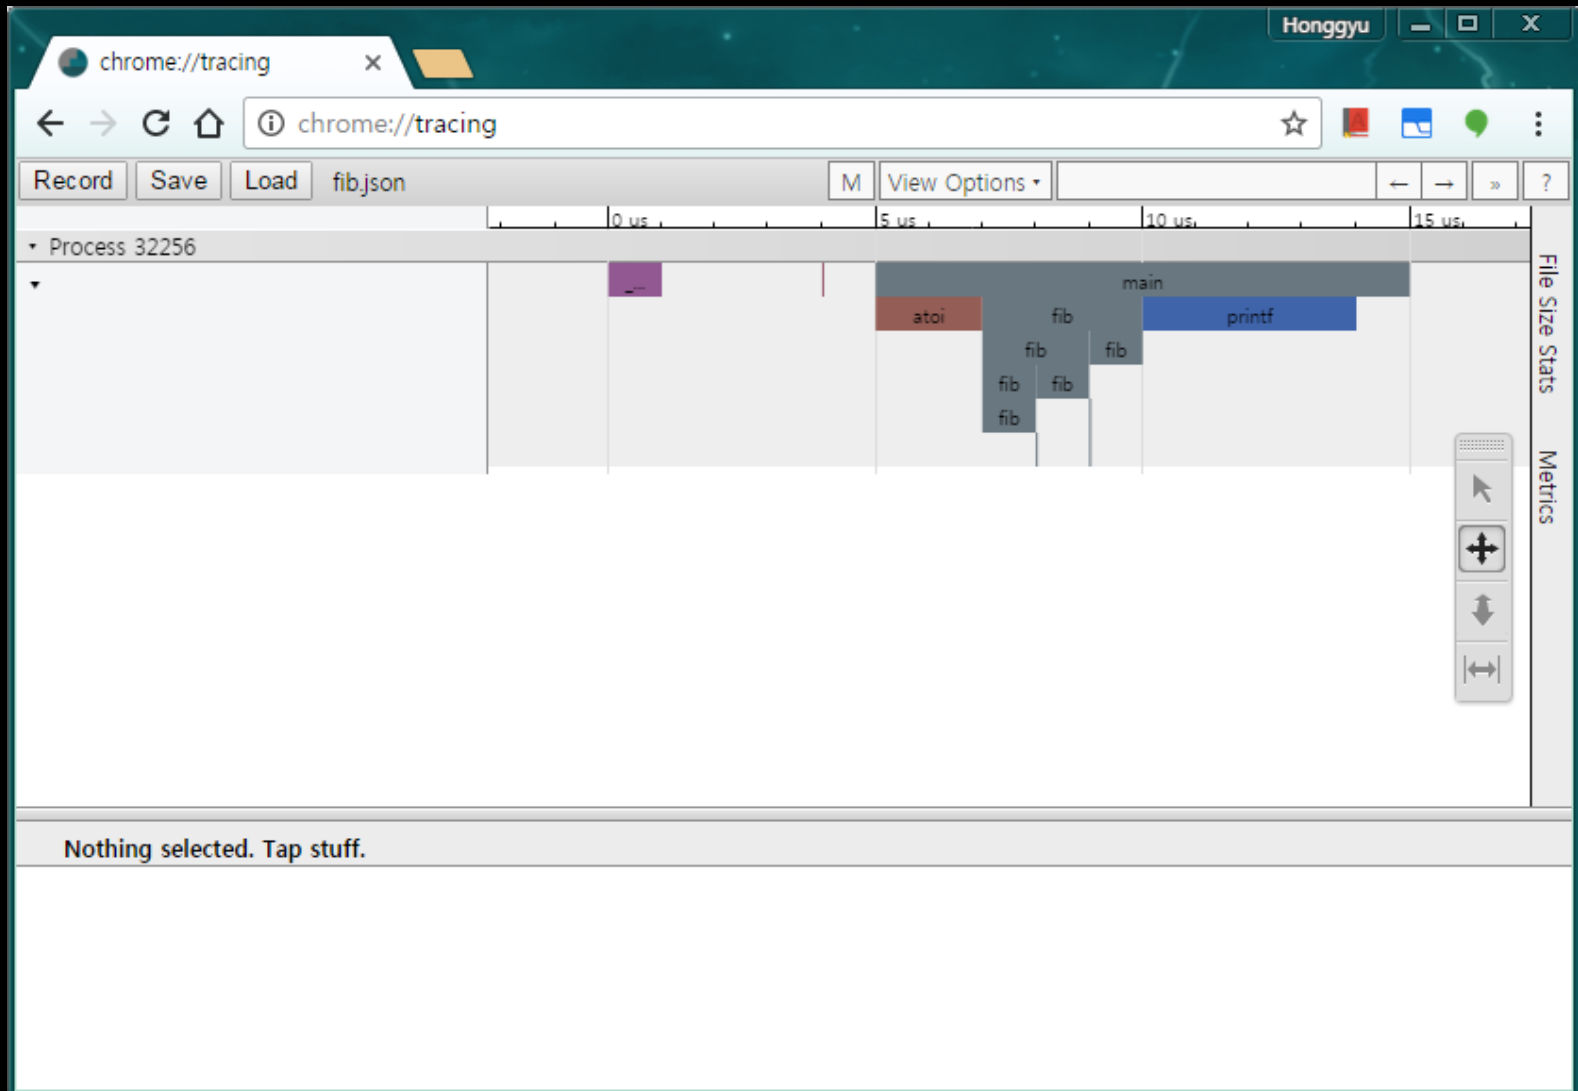 Honggyu
chrome://tracing
chrome://tracing
Record Save Load fib.json M View Options ← → » ?
0 us 5 us 10 us 15 us
Process 32256
_... main
atoi fib printf
fib fib
fib fib
fib
File Size Stats
Metrics
Nothing selected. Tap stuff.